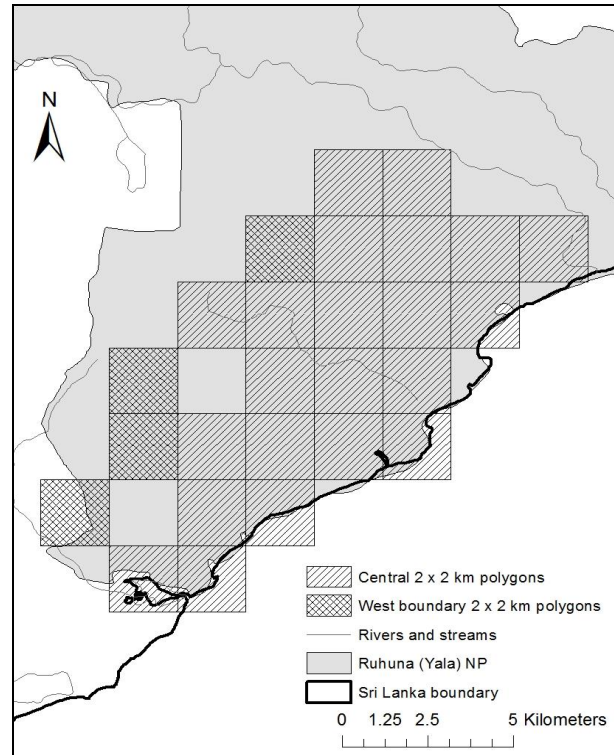 N
Central 2 x 2 km polygons
West boundary 2 x 2 km polygons
Rivers and streams
Ruhuna (Yala) NP
Sri Lanka boundary
0 1.25 2.5 5 Kilometers